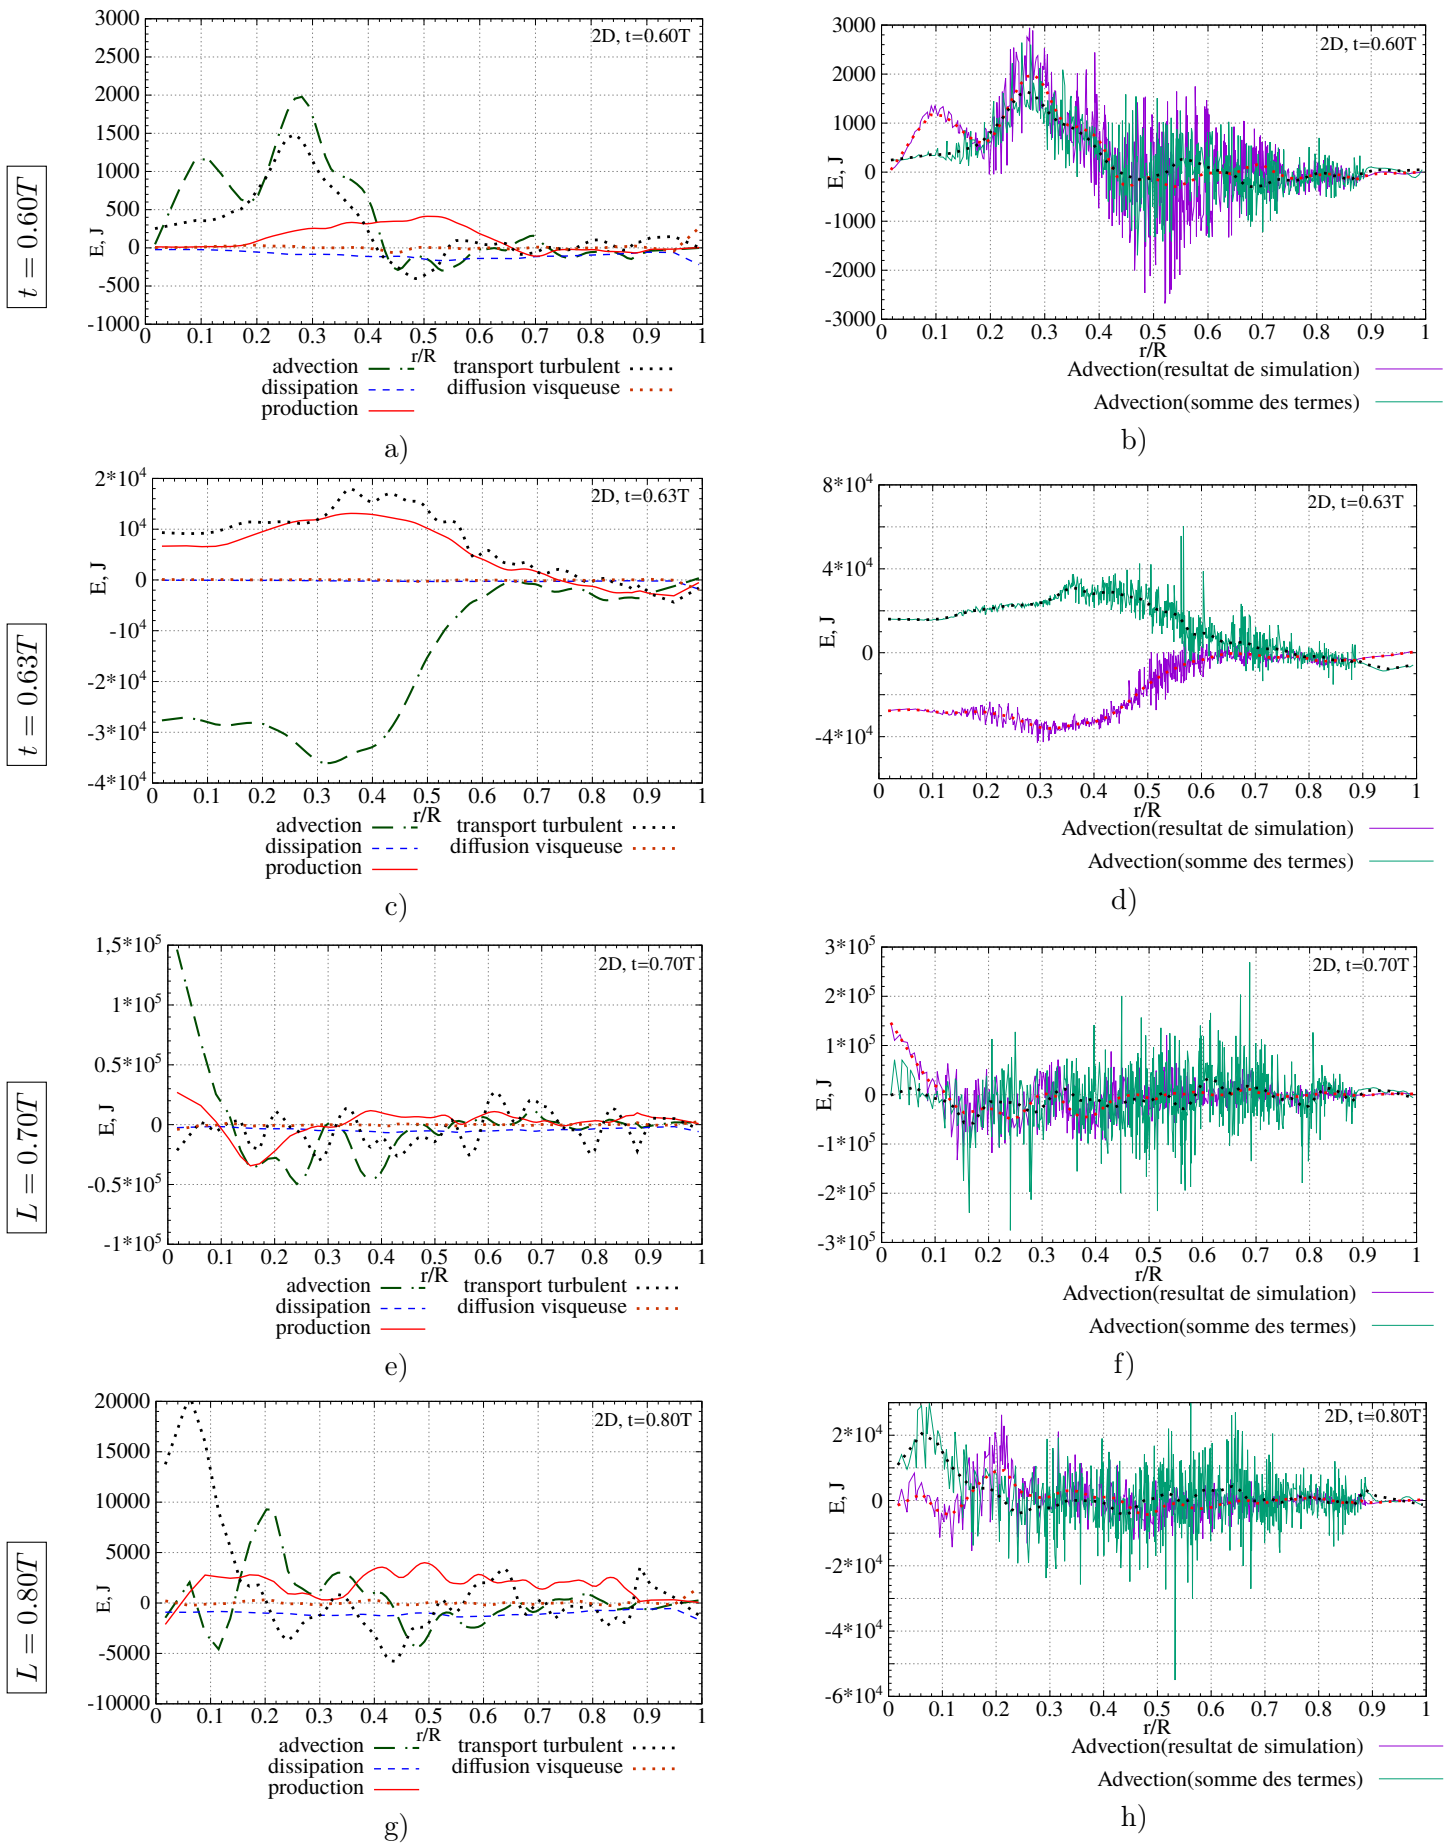 t = 0.60T
3000
2500
2000
1500
1000
500
0
-500
-1000
E, J
2D, t=0.60T
0 0.1 0.2 0.3 0.4 0.5 0.6 0.7 0.8 0.9 1
r/R
advection transport turbulent
dissipation diffusion visqueuse
production
a)
3000
2000
1000
0
-1000
-2000
-3000
E, J
2D, t=0.60T
0 0.1 0.2 0.3 0.4 0.5 0.6 0.7 0.8 0.9 1
r/R
Advection(resultat de simulation)
Advection(somme des termes)
b)
t = 0.63T
2*10^4
10^4
0
-10^4
-2*10^4
-3*10^4
-4*10^4
E, J
2D, t=0.63T
0 0.1 0.2 0.3 0.4 0.5 0.6 0.7 0.8 0.9 1
r/R
advection transport turbulent
dissipation diffusion visqueuse
production
c)
8*10^4
4*10^4
0
-4*10^4
E, J
2D, t=0.63T
0 0.1 0.2 0.3 0.4 0.5 0.6 0.7 0.8 0.9 1
r/R
Advection(resultat de simulation)
Advection(somme des termes)
d)
L = 0.70T
1,5*10^5
1*10^5
0.5*10^5
0
-0.5*10^5
-1*10^5
E, J
2D, t=0.70T
0 0.1 0.2 0.3 0.4 0.5 0.6 0.7 0.8 0.9 1
r/R
advection transport turbulent
dissipation diffusion visqueuse
production
e)
3*10^5
2*10^5
1*10^5
0
-1*10^5
-2*10^5
-3*10^5
E, J
2D, t=0.70T
0 0.1 0.2 0.3 0.4 0.5 0.6 0.7 0.8 0.9 1
r/R
Advection(resultat de simulation)
Advection(somme des termes)
f)
L = 0.80T
20000
15000
10000
5000
0
-5000
-10000
E, J
2D, t=0.80T
0 0.1 0.2 0.3 0.4 0.5 0.6 0.7 0.8 0.9 1
r/R
advection transport turbulent
dissipation diffusion visqueuse
production
g)
2*10^4
0
-2*10^4
-4*10^4
-6*10^4
E, J
2D, t=0.80T
0 0.1 0.2 0.3 0.4 0.5 0.6 0.7 0.8 0.9 1
r/R
Advection(resultat de simulation)
Advection(somme des termes)
h)